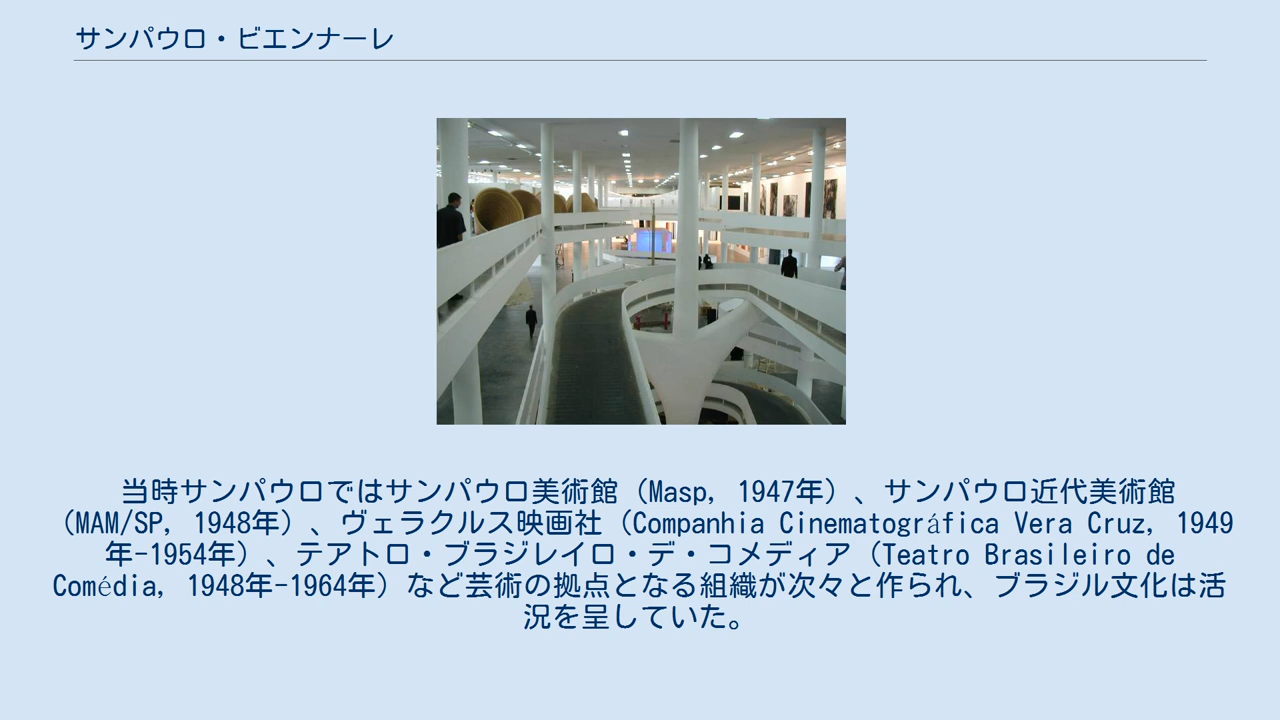 サンパウロ・ビエンナーレ
当時サンパウロではサンパウロ美術館（Masp, 1947年）、サンパウロ近代美術館
（MAM/SP, 1948年）、ヴェラクルス映画社（Companhia Cinematográfica Vera Cruz, 1949
年-1954年）、テアトロ・ブラジレイロ・デ・コメディア（Teatro Brasileiro de
Comédia, 1948年-1964年）など芸術の拠点となる組織が次々と作られ、ブラジル文化は活
況を呈していた。